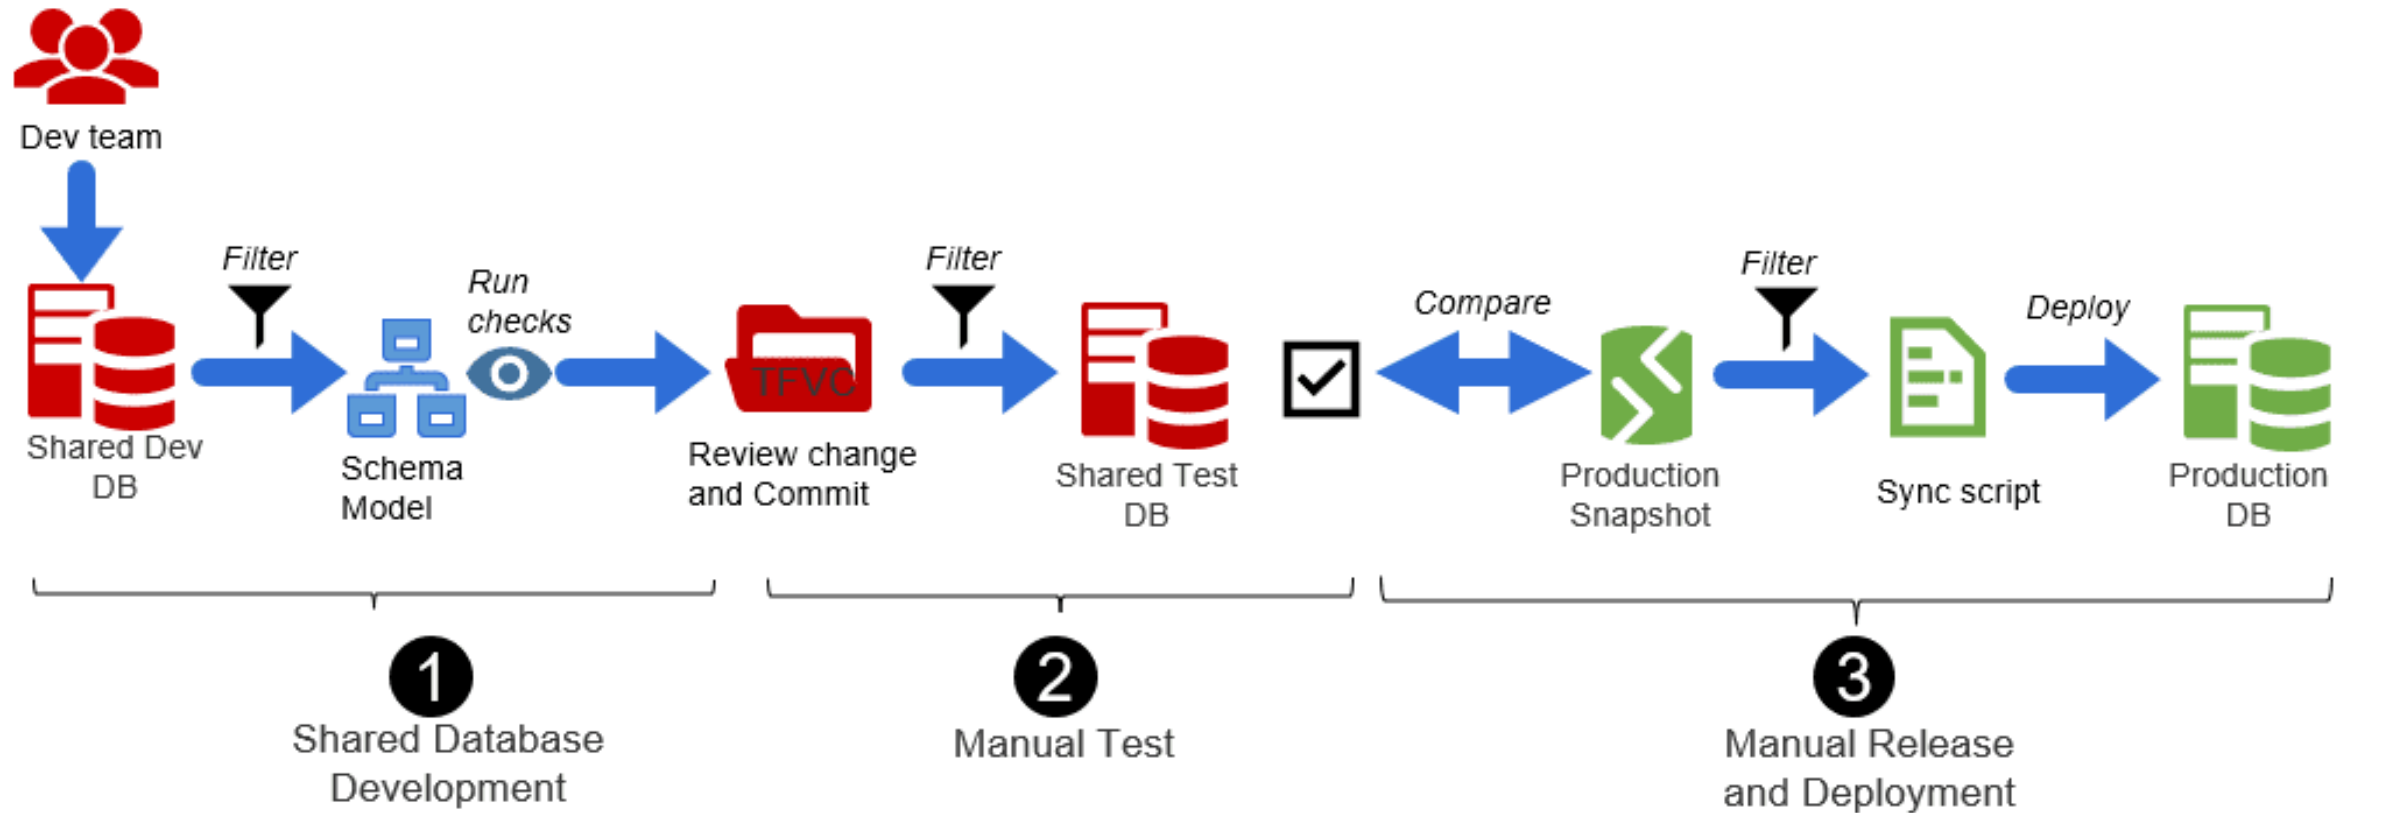 Dev team
Filter
Run
checks
Filter
Compare
Filter
Deploy
TFVC
Shared Dev
DB
Schema
Model
Review change
and Commit
Shared Test
DB
Production
Snapshot
Sync script
Production
DB
1
Shared Database
Development
2
Manual Test
3
Manual Release
and Deployment